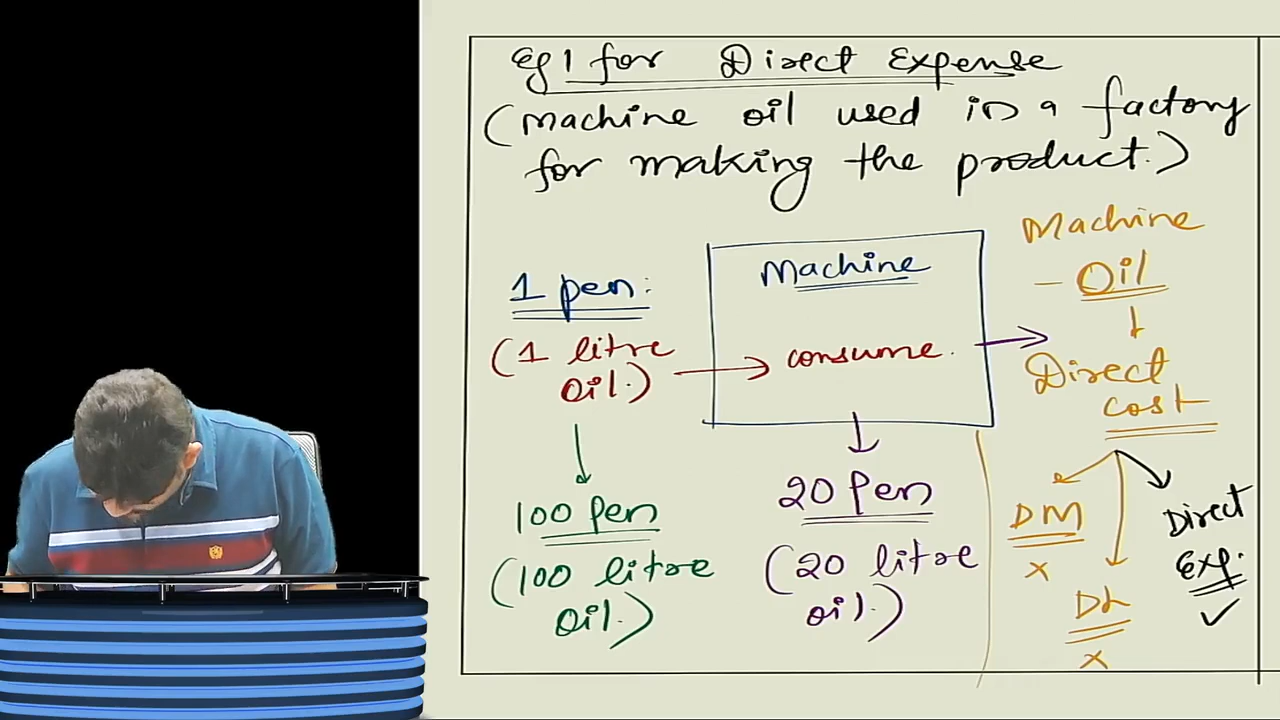 Eg 1 for Direct Expense
(Machine oil used in a factory
for making the product.)
1 pen:
(1 litre
oil.)
100 Pen
(100 litre
oil.)
Machine
consume.
20 Pen
(20 litre
oil.)
Machine
- Oil
Direct
cost
DM
x
DL
x
Direct
Exp.
✓